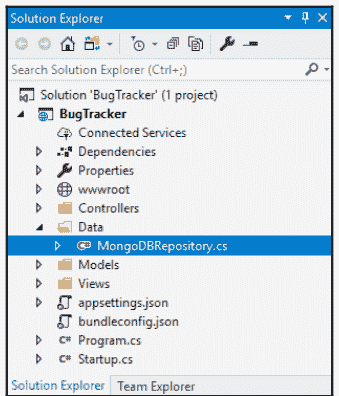 Solution Explorer
Search Solution Explorer (Ctrl+;)
Solution 'BugTracker' (1 project)
BugTracker
Connected Services
Dependencies
Properties
wwwroot
Controllers
Data
C# MongoDBRepository.cs
Models
Views
appsettings.json
bundleconfig.json
C# Program.cs
C# Startup.cs
Solution Explorer Team Explorer